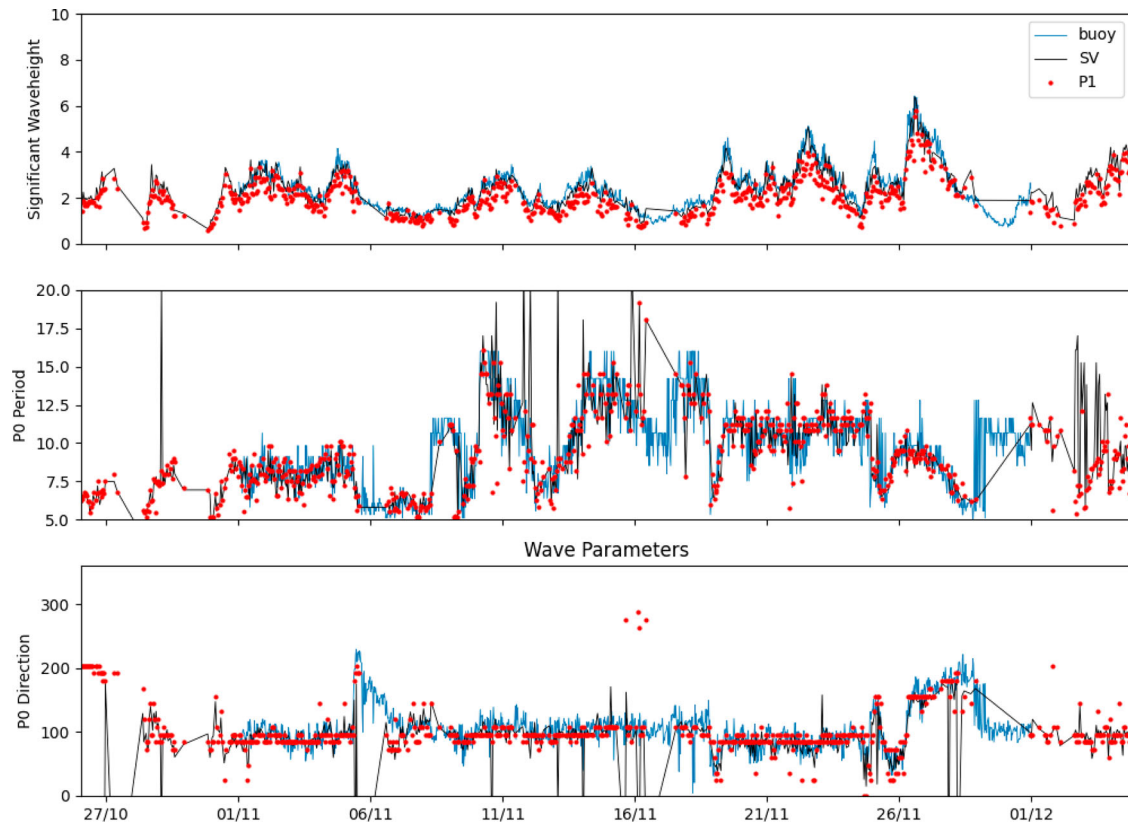 10
8
6
4
2
0
Significant Waveheight
buoy
SV
P1
20.0
17.5
15.0
12.5
10.0
7.5
5.0
P0 Period
Wave Parameters
300
200
100
0
P0 Direction
27/10 01/11 06/11 11/11 16/11 21/11 26/11 01/12